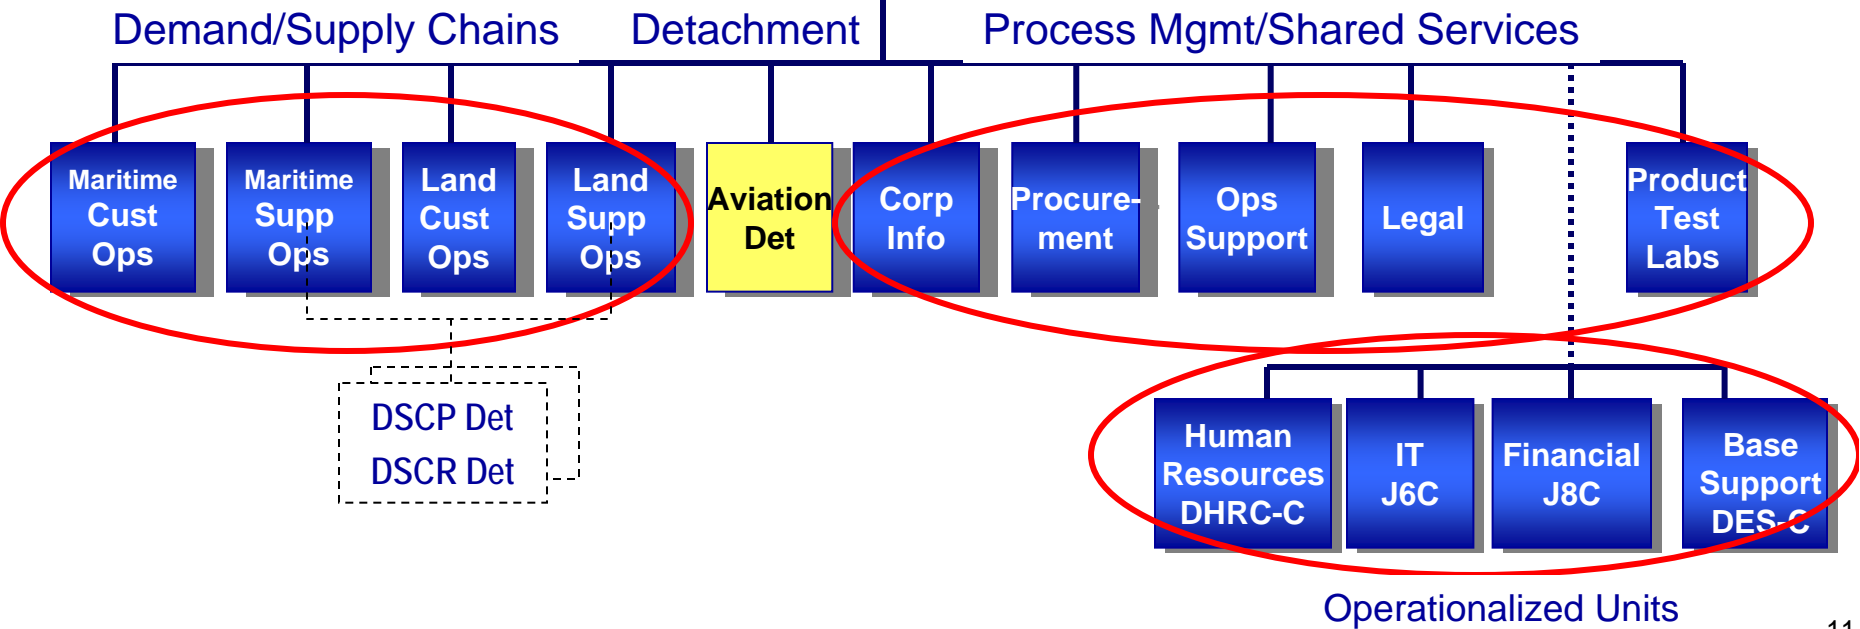 Demand/Supply Chains
Detachment
Process Mgmt/Shared Services
Maritime
Cust
Ops
Maritime
Supp
Ops
Land
Cust
Ops
Land
Supp
Ops
Aviation
Det
Corp
Info
Procure-
ment
Ops
Support
Legal
Product
Test
Labs
DSCP Det
DSCR Det
Human
Resources
DHRC-C
IT
J6C
Financial
J8C
Base
Support
DES-C
Operationalized Units
11